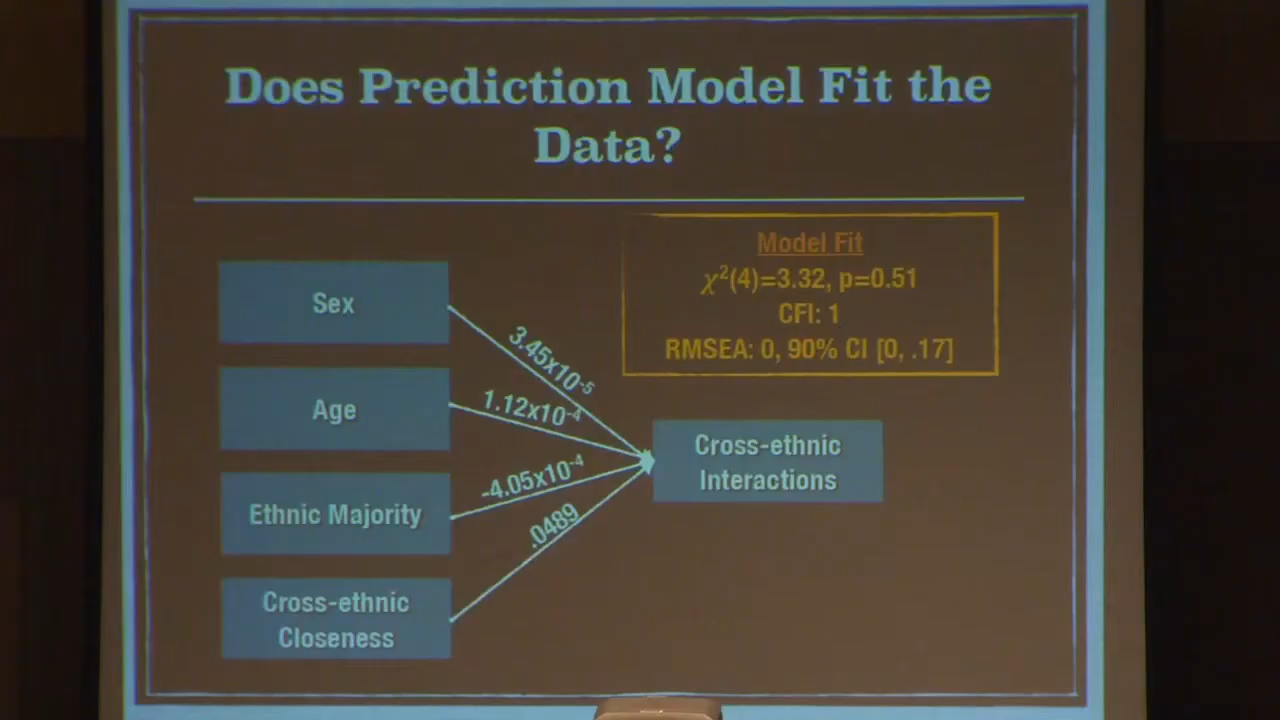 Does Prediction Model Fit the
Data?
Model Fit
χ²(4)=3.32, p=0.51
CFI: 1
RMSEA: 0, 90% CI [0, .17]
Sex
3.45x10⁻⁵
Age
1.12x10⁻⁴
Cross-ethnic
Interactions
-4.05x10⁻⁴
Ethnic Majority
.0489
Cross-ethnic
Closeness